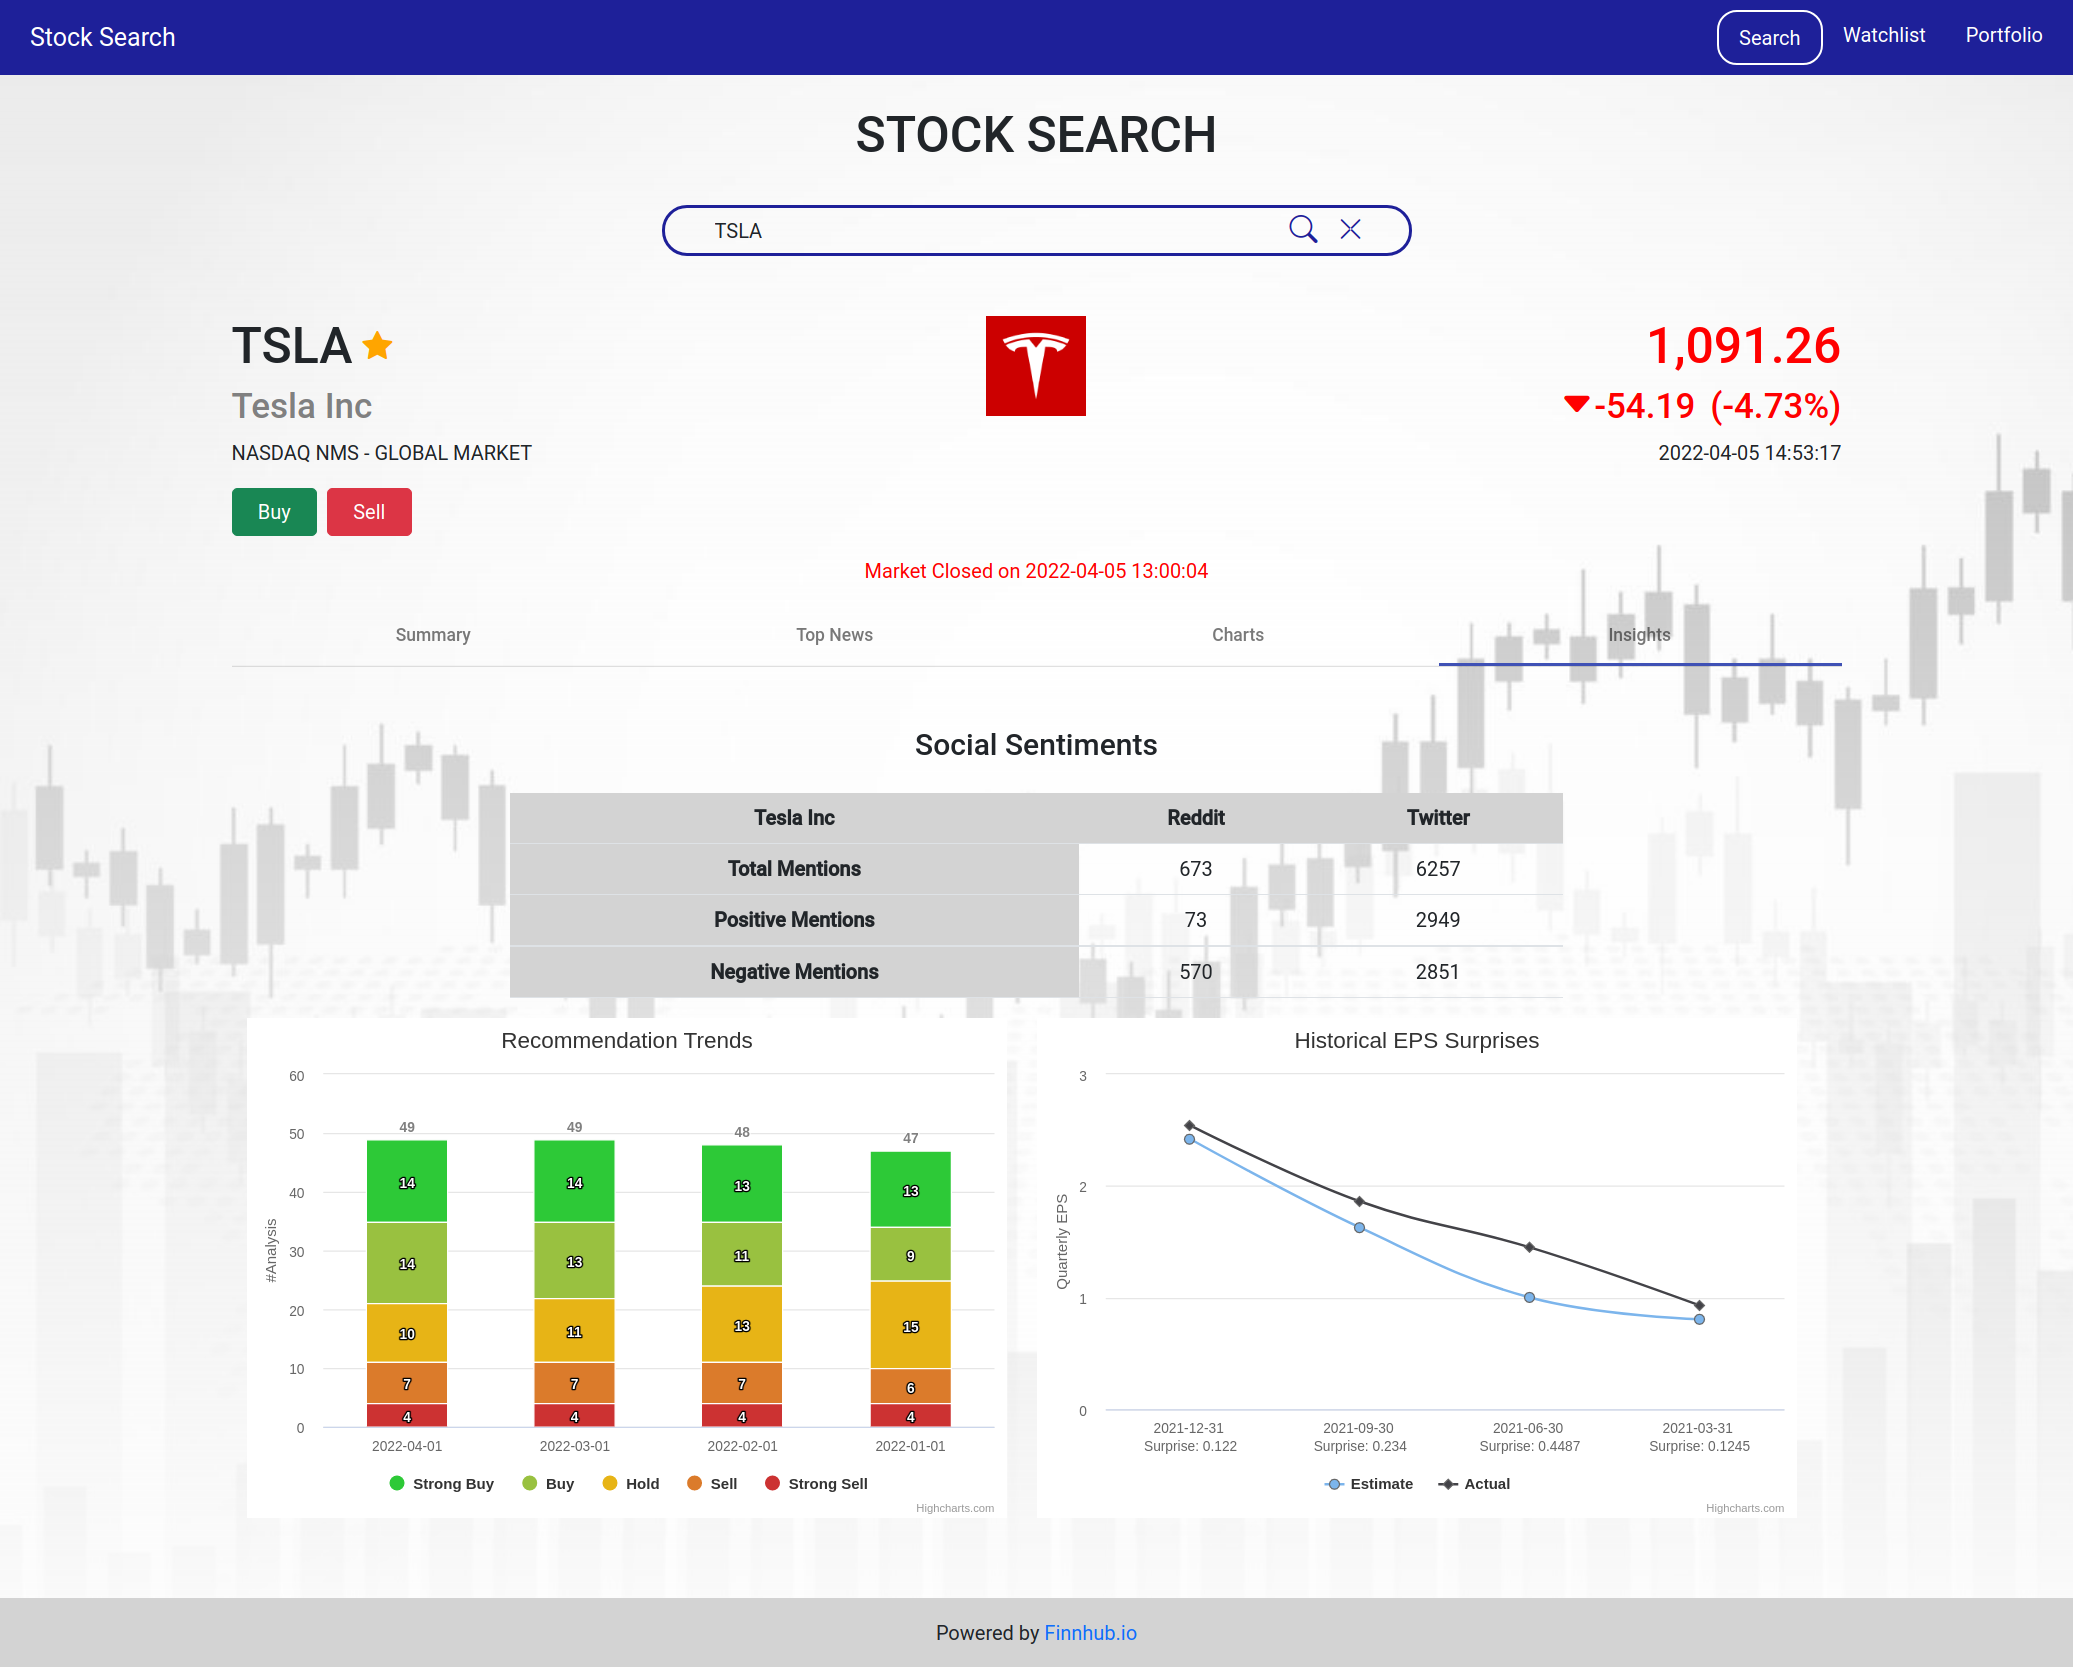 Stock Search
Search Watchlist Portfolio
STOCK SEARCH
TSLA
TSLA
Tesla Inc
NASDAQ NMS - GLOBAL MARKET
1,091.26
-54.19 (-4.73%)
2022-04-05 14:53:17
Buy Sell
Market Closed on 2022-04-05 13:00:04
Summary Top News Charts Insights
Social Sentiments
Tesla Inc Reddit Twitter
Total Mentions 673 6257
Positive Mentions 73 2949
Negative Mentions 570 2851
Recommendation Trends
#Analysis
60
50
40
30
20
10
0
49 49 48 47
14 14 13 13
14 13 11 9
10 11 13 15
7 7 7 6
4 4 4 4
2022-04-01 2022-03-01 2022-02-01 2022-01-01
Strong Buy Buy Hold Sell Strong Sell
Highcharts.com
Historical EPS Surprises
Quarterly EPS
3
2
1
0
2021-12-31 2021-09-30 2021-06-30 2021-03-31
Surprise: 0.122 Surprise: 0.234 Surprise: 0.4487 Surprise: 0.1245
Estimate Actual
Highcharts.com
Powered by Finnhub.io